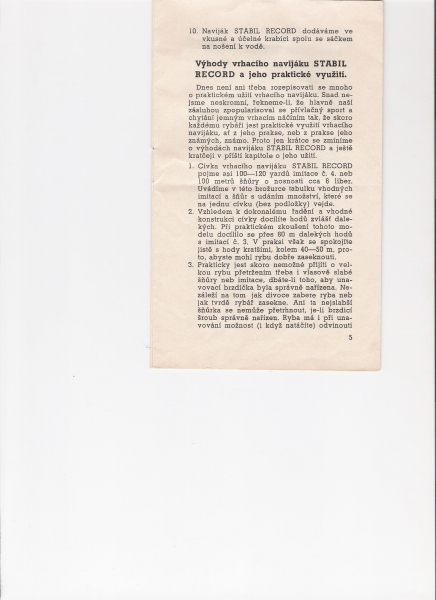 10. Naviják STABIL RECORD dodáváme ve
vkusné a účelné krabici spolu se sáčkem
na nošení k vodě.
Výhody vrhacího navijáku STABIL
RECORD a jeho praktické využití.
Dnes není ani třeba rozepisovati se mnoho
o praktickém užití vrhacího navijáku. Snad ne-
jsme neskromní, řekneme-li, že hlavně naší
zásluhou zpopularisoval se přívlačný sport a
chytání jemným vrhacím náčiním tak, že skoro
každému rybáři jest praktické využití vrhacího
navijáku, ať z jeho prakse, neb z prakse jeho
známých, známo. Proto jen krátce se zmíníme
o výhodách navijáku STABIL RECORD a ještě
kratčeji v příští kapitole o jeho užití.
1. Cívka vrhacího navijáku STABIL RECORD
pojme asi 100—120 yardů imitace č. 4, neb
100 metrů šňůry o nosnosti cca 6 liber.
Uvádíme v této brožurce tabulku vhodných
imitací a šňůr s udáním množství, které se
na jednu cívku (bez podložky) vejde.
2. Vzhledem k dokonalému řadění a vhodné
konstrukci cívky docílíte hodů zvlášť dale-
kých. Při praktickém zkoušení tohoto mo-
delu docílilo se přes 80 m dalekých hodů
s imitací č. 3. V praksi však se spokojíte
jistě s hody kratšími, kolem 40—50 m, pro-
to, abyste mohl rybu dobře zaseknouti.
3. Prakticky jest skoro nemožné přijíti o vel-
kou rybu přetržením třeba i vlasově slabé
šňůry neb imitace, dbáte-li toho, aby una-
vovací brzdička byla správně nařízena. Ne-
záleží na tom jak divoce zabere ryba neb
jak tvrdě rybář zasekne. Ani ta nejslabší
šňůrka se nemůže přetrhnout, je-li brzdicí
šroub správně nařízen. Ryba má i při una-
vování možnost (i když natáčíte) odvinouti
5